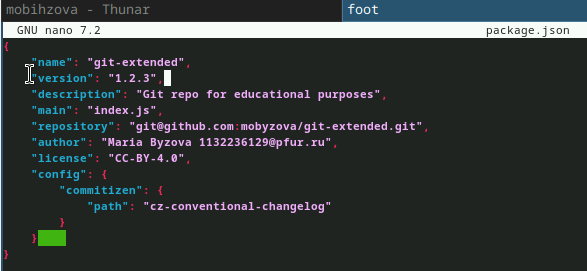 mobihzova - Thunar
foot
GNU nano 7.2 package.json
{
"name": "git-extended",
"version": "1.2.3",
"description": "Git repo for educational purposes",
"main": "index.js",
"repository": "git@github.com:mobyzova/git-extended.git",
"author": "Maria Byzova 1132236129@pfur.ru",
"license": "CC-BY-4.0",
"config": {
"commitizen": {
"path": "cz-conventional-changelog"
}
}
}